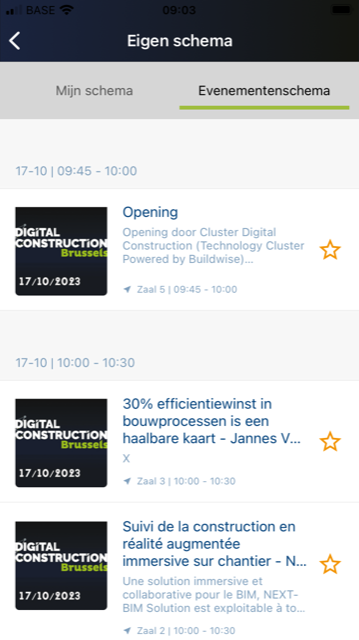 BASE 09:03
Eigen schema
Mijn schema Evenementenschema
17-10 | 09:45 - 10:00
DiGiTAL
CONSTRUCTiON
Brussels
17/10/2023
Opening
Opening door Cluster Digital
Construction (Technology Cluster
Powered by Buildwise)...
Zaal 5 | 09:45 - 10:00
17-10 | 10:00 - 10:30
DiGiTAL
CONSTRUCTiON
Brussels
17/10/2023
30% efficientiewinst in
bouwprocessen is een
haalbare kaart - Jannes V...
X
Zaal 3 | 10:00 - 10:30
DiGiTAL
CONSTRUCTiON
Brussels
17/10/2023
Suivi de la construction en
réalité augmentée
immersive sur chantier - N...
Une solution immersive et
collaborative pour le BIM, NEXT-
BIM Solution est exploitable à to...
Zaal 2 | 10:00 - 10:30